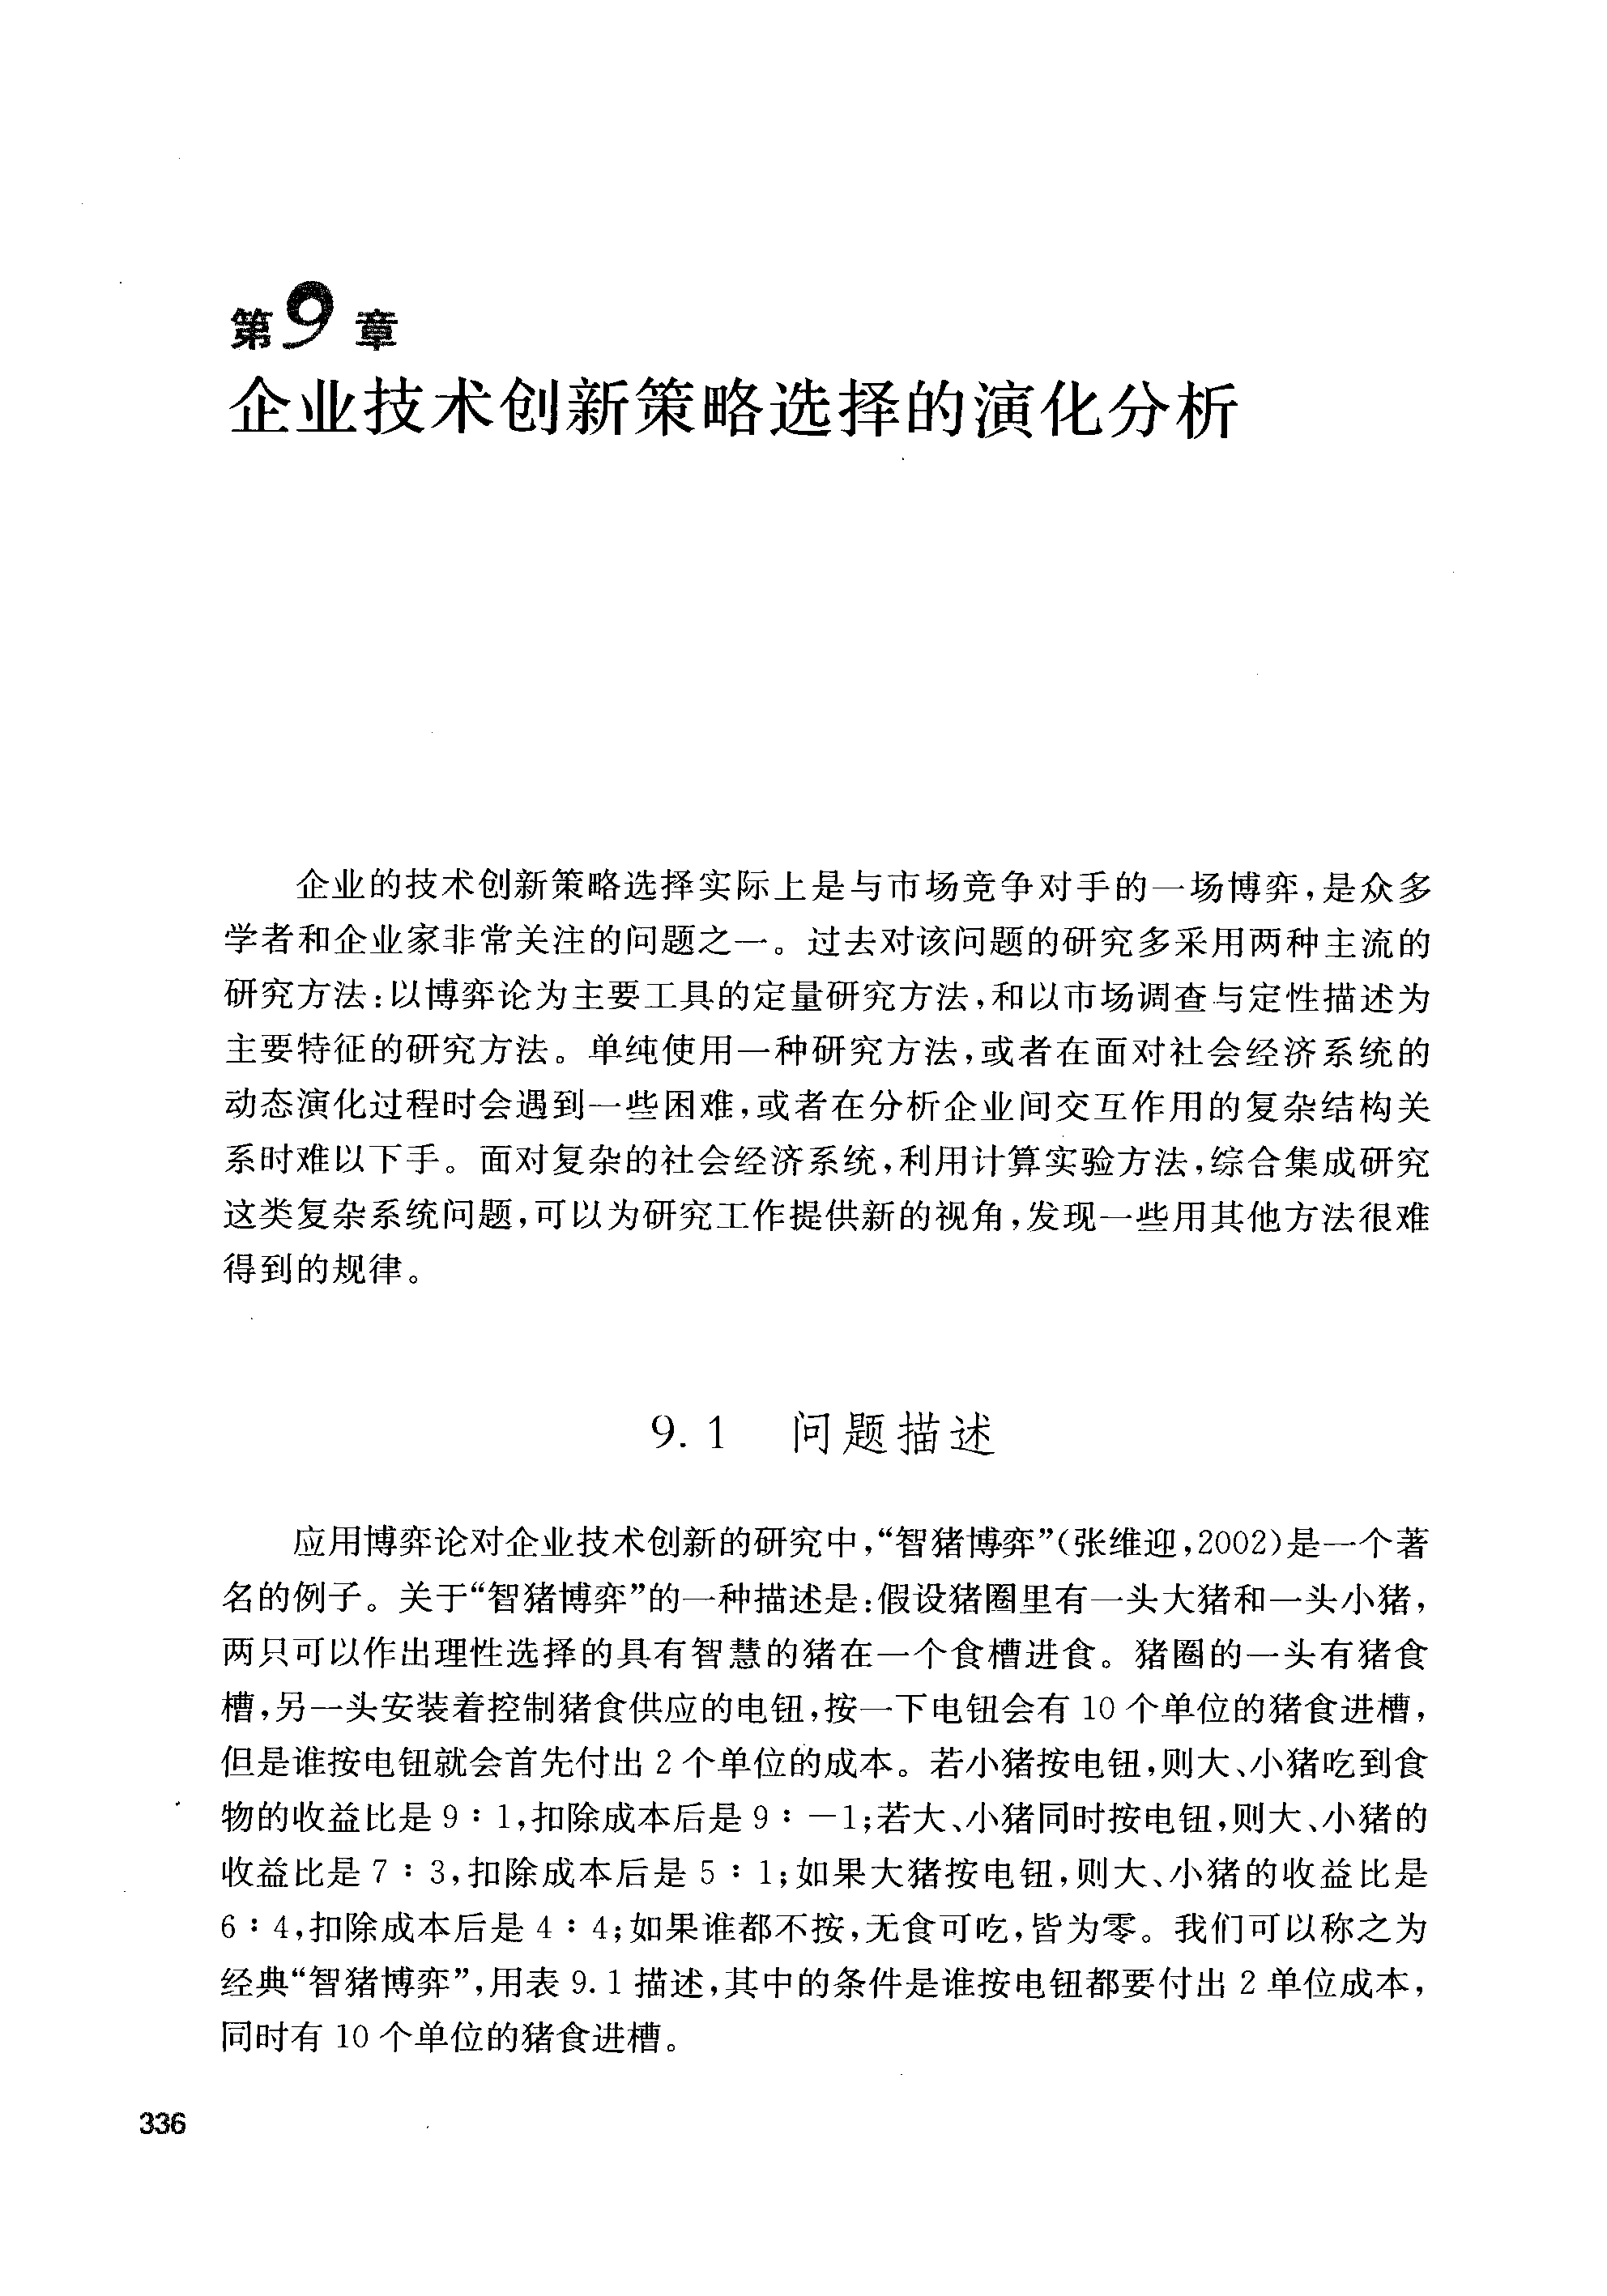 第9章
企业技术创新策略选择的演化分析
企业的技术创新策略选择实际上是与市场竞争对手的一场博弈,是众多
学者和企业家非常关注的问题之一。过去对该问题的研究多采用两种主流的
研究方法:以博弈论为主要工具的定量研究方法,和以市场调查与定性描述为
主要特征的研究方法。单纯使用一种研究方法,或者在面对社会经济系统的
动态演化过程时会遇到一些困难,或者在分析企业间交互作用的复杂结构关
系时难以下手。面对复杂的社会经济系统,利用计算实验方法,综合集成研究
这类复杂系统问题,可以为研究工作提供新的视角,发现一些用其他方法很难
得到的规律。
9.1 问题描述
应用博弈论对企业技术创新的研究中,“智猪博弈”(张维迎,2002)是一个著
名的例子。关于“智猪博弈”的一种描述是:假设猪圈里有一头大猪和一头小猪,
两只可以作出理性选择的具有智慧的猪在一个食槽进食。猪圈的一头有猪食
槽,另一头安装着控制猪食供应的电钮,按一下电钮会有 10 个单位的猪食进槽,
但是谁按电钮就会首先付出 2 个单位的成本。若小猪按电钮,则大、小猪吃到食
物的收益比是 9∶1,扣除成本后是 9∶－1;若大、小猪同时按电钮,则大、小猪的
收益比是 7∶3,扣除成本后是 5∶1;如果大猪按电钮,则大、小猪的收益比是
6∶4,扣除成本后是 4∶4;如果谁都不按,无食可吃,皆为零。我们可以称之为
经典“智猪博弈”,用表 9.1 描述,其中的条件是谁按电钮都要付出 2 单位成本,
同时有 10 个单位的猪食进槽。
336